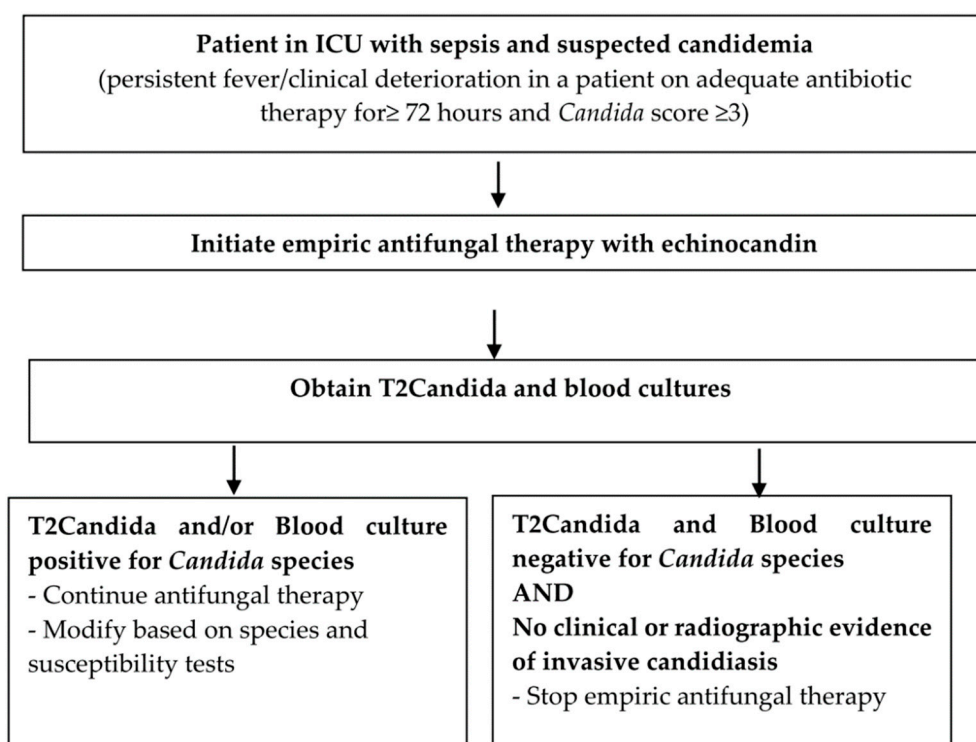 Patient in ICU with sepsis and suspected candidemia
(persistent fever/clinical deterioration in a patient on adequate antibiotic
therapy for≥ 72 hours and Candida score ≥3)
Initiate empiric antifungal therapy with echinocandin
Obtain T2Candida and blood cultures
T2Candida and/or Blood culture
positive for Candida species
- Continue antifungal therapy
- Modify based on species and
susceptibility tests
T2Candida and Blood culture
negative for Candida species
AND
No clinical or radiographic evidence
of invasive candidiasis
- Stop empiric antifungal therapy